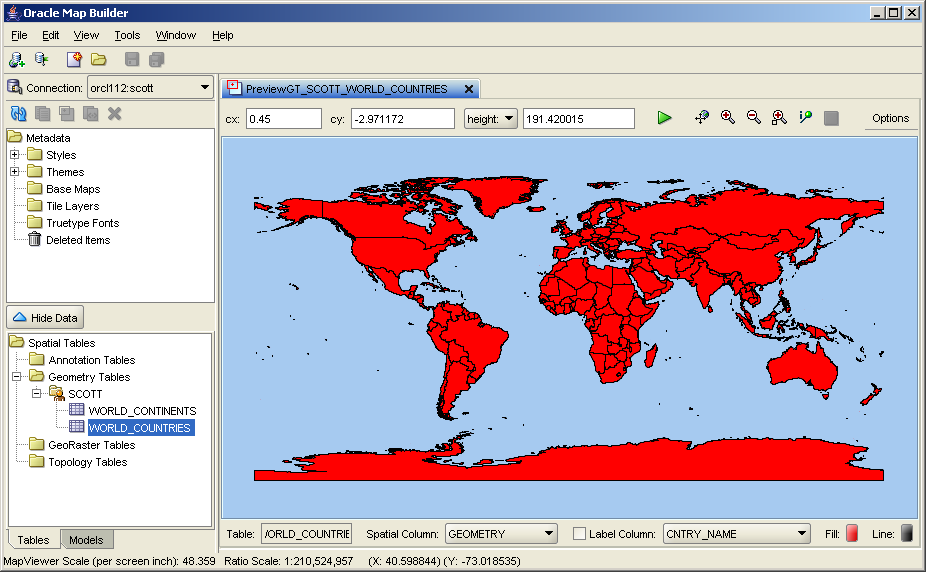 Oracle Map Builder
File Edit View Tools Window Help
Connection: orcl112:scott
Metadata
Styles
Themes
Base Maps
Tile Layers
Truetype Fonts
Deleted Items
Hide Data
Spatial Tables
Annotation Tables
Geometry Tables
SCOTT
WORLD_CONTINENTS
WORLD_COUNTRIES
GeoRaster Tables
Topology Tables
Tables Models
PreviewGT_SCOTT_WORLD_COUNTRIES
cx: 0.45 cy: -2.971172 height: 191.420015 Options
Table: /ORLD_COUNTRIE Spatial Column: GEOMETRY Label Column: CNTRY_NAME Fill: Line:
MapViewer Scale (per screen inch): 48.359 Ratio Scale: 1:210,524,957 (X: 40.598844) (Y: -73.018535)